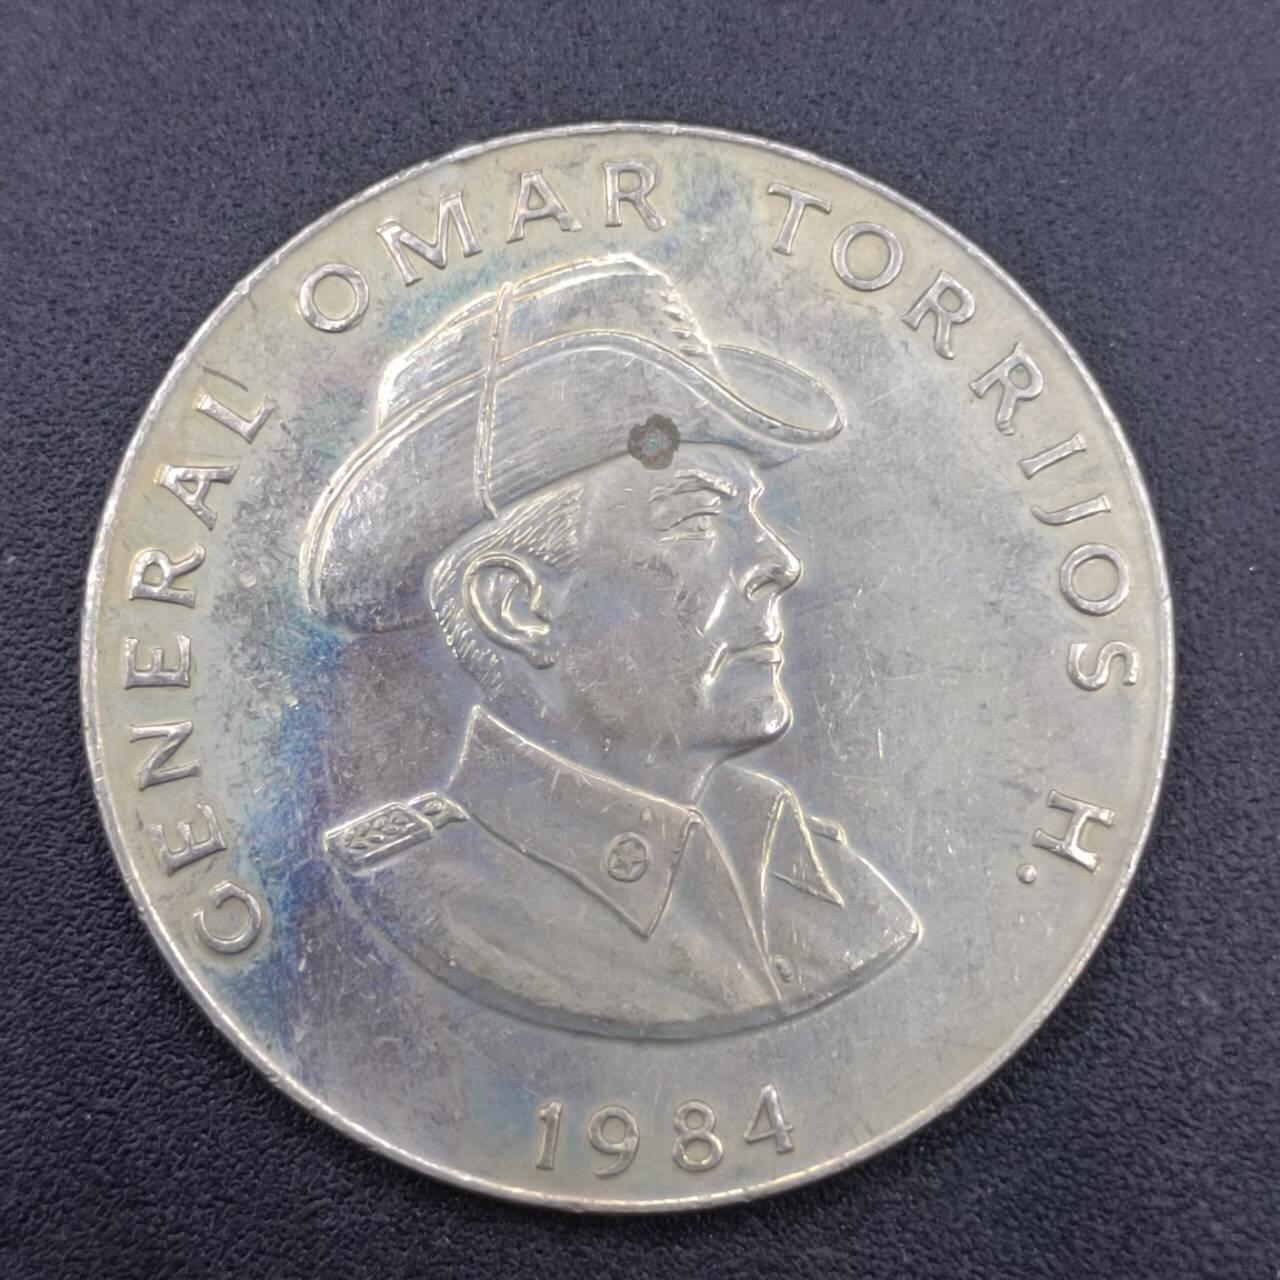 GENERAL OMAR TORRIJOS H.
1984